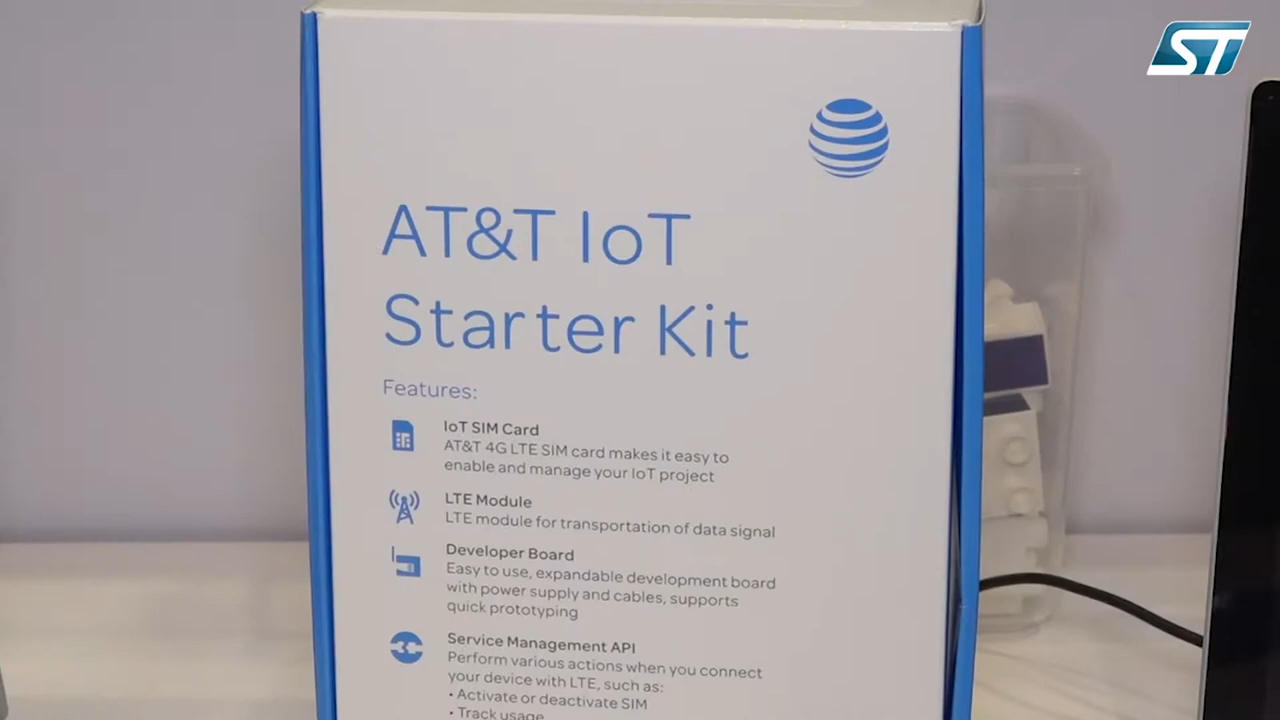 ST
AT&T IoT
Starter Kit
Features:
IoT SIM Card
AT&T 4G LTE SIM card makes it easy to
enable and manage your IoT project
LTE Module
LTE module for transportation of data signal
Developer Board
Easy to use, expandable development board
with power supply and cables, supports
quick prototyping
Service Management API
Perform various actions when you connect
your device with LTE, such as:
• Activate or deactivate SIM
• Track usage